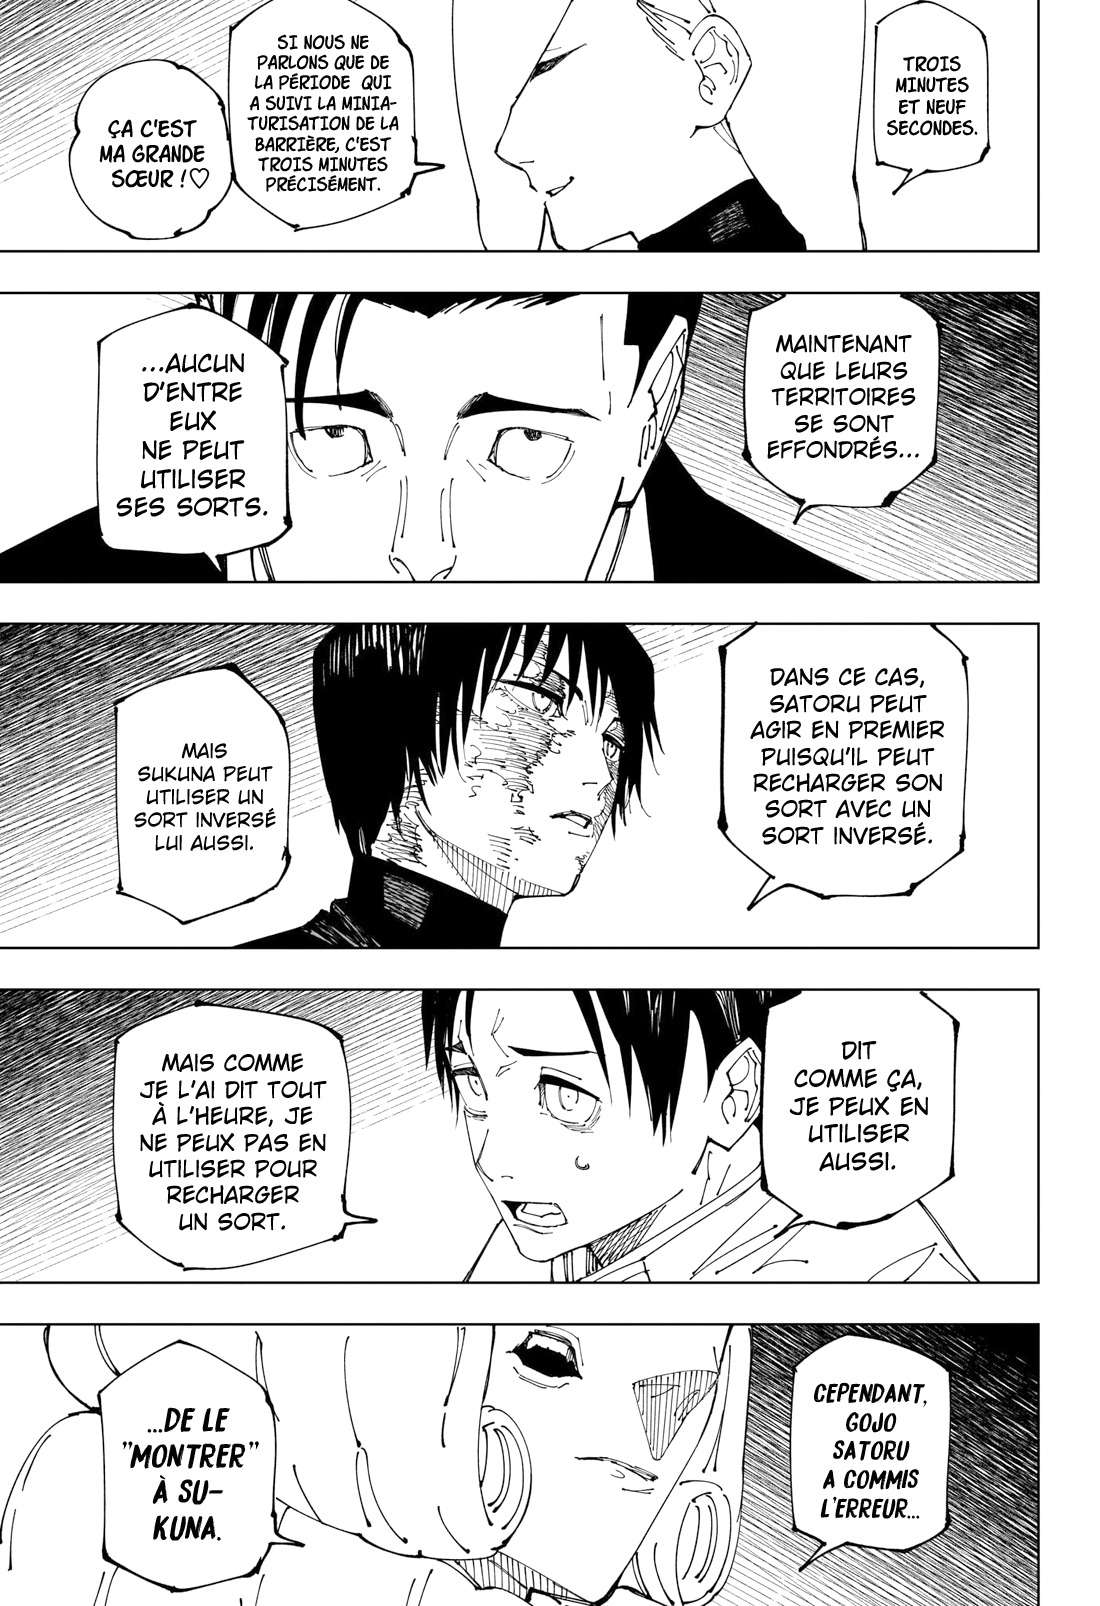 TROIS
MINUTES
ET NEUF
SECONDES.
SI NOUS NE
PARLONS QUE DE
LA PÉRIODE QUI
A SUIVI LA MINIA-
TURISATION DE LA
BARRIÈRE, C'EST
TROIS MINUTES
PRÉCISÉMENT.
ÇA C'EST
MA GRANDE
SŒUR !♡
MAINTENANT
QUE LEURS
TERRITOIRES
SE SONT
EFFONDRÉS...
...AUCUN
D'ENTRE
EUX
NE PEUT
UTILISER
SES SORTS.
DANS CE CAS,
SATORU PEUT
AGIR EN PREMIER
PUISQU'IL PEUT
RECHARGER SON
SORT AVEC UN
SORT INVERSÉ.
MAIS
SUKUNA PEUT
UTILISER UN
SORT INVERSÉ
LUI AUSSI.
DIT
COMME ÇA,
JE PEUX EN
UTILISER
AUSSI.
MAIS COMME
JE L'AI DIT TOUT
À L'HEURE, JE
NE PEUX PAS EN
UTILISER POUR
RECHARGER
UN SORT.
CEPENDANT,
GOJO
SATORU
A COMMIS
L'ERREUR...
...DE LE
"MONTRER"
À SU-
KUNA.